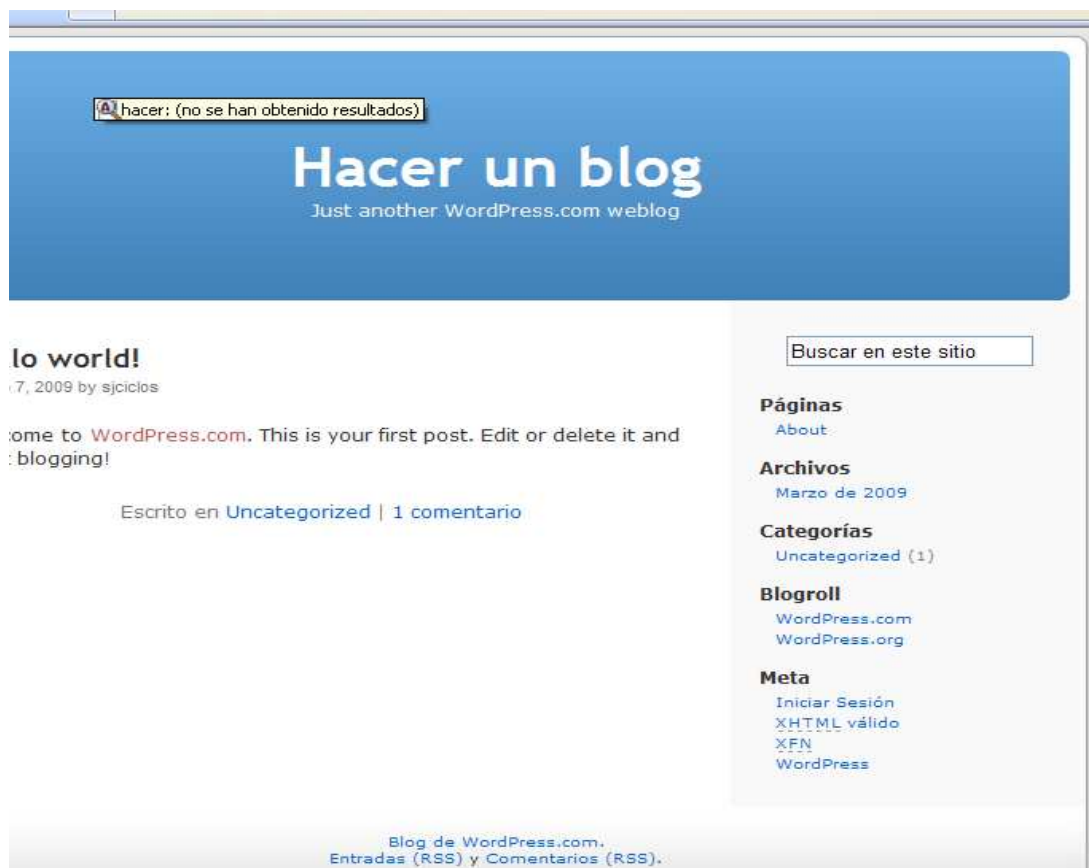 hacer: (no se han obtenido resultados)
Hacer un blog
Just another WordPress.com weblog
lo world!
7, 2009 by sjciclos
ome to WordPress.com. This is your first post. Edit or delete it and
blogging!
Escrito en Uncategorized | 1 comentario
Buscar en este sitio
Páginas
About
Archivos
Marzo de 2009
Categorías
Uncategorized (1)
Blogroll
WordPress.com
WordPress.org
Meta
Iniciar Sesión
XHTML válido
XFN
WordPress
Blog de WordPress.com.
Entradas (RSS) y Comentarios (RSS).